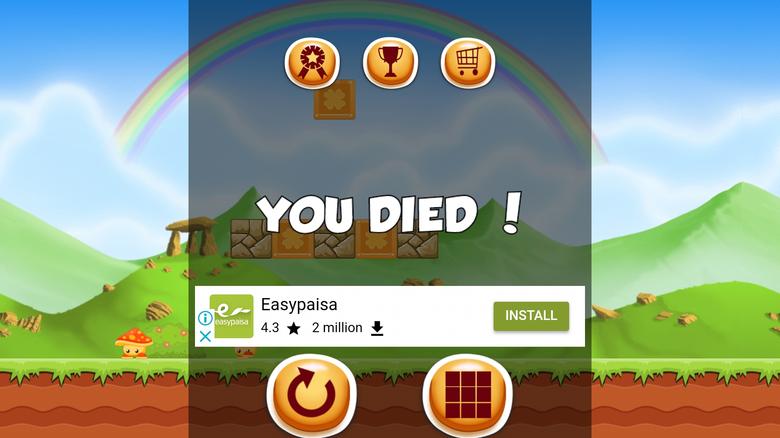 YOU DIED !
Easypaisa
4.3 2 million
INSTALL
easypaisa